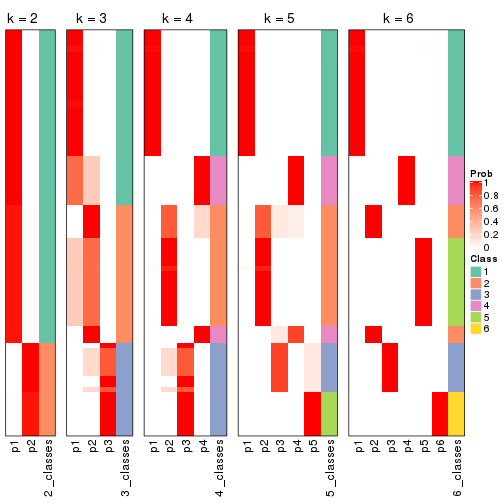 k = 2
k = 3
k = 4
k = 5
k = 6
p1
p2
2_classes
p1
p2
p3
3_classes
p1
p2
p3
p4
4_classes
p1
p2
p3
p4
p5
5_classes
p1
p2
p3
p4
p5
p6
6_classes
Prob
1
0.8
0.6
0.4
0.2
0
Class
1
2
3
4
5
6